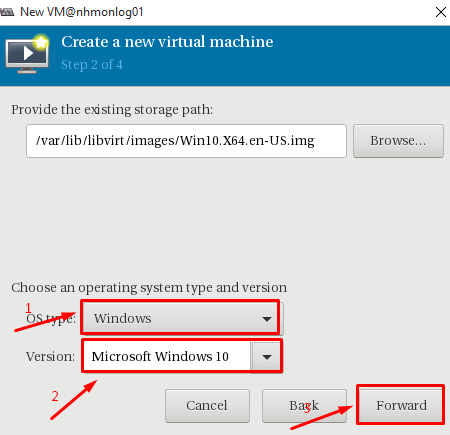 New VM@nhmonlog01
Create a new virtual machine
Step 2 of 4
Provide the existing storage path:
/var/lib/libvirt/images/Win10.X64.en-US.img
Browse...
Choose an operating system type and version
1
OS type:
Windows
Version:
Microsoft Windows 10
2
3
Cancel
Back
Forward